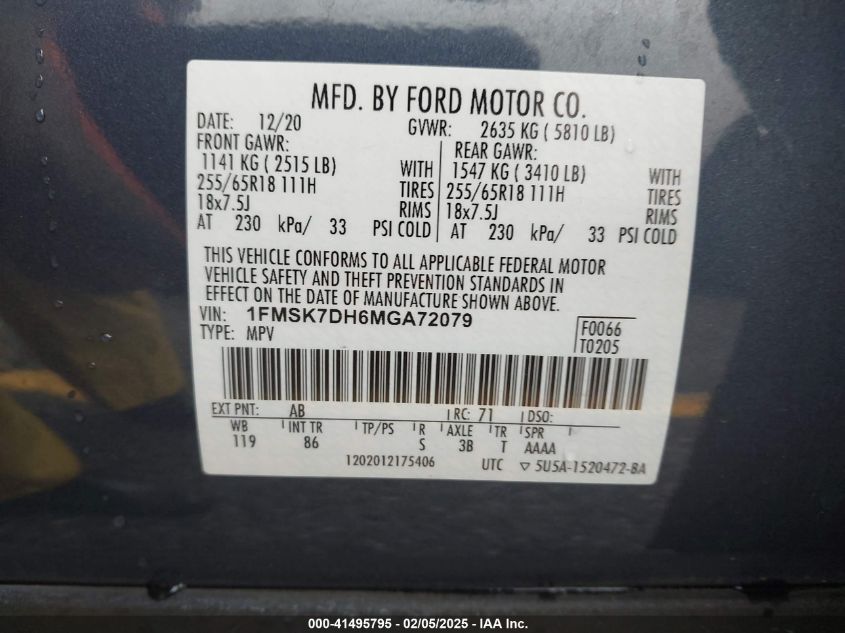 MFD. BY FORD MOTOR CO.
DATE: 12/20 GVWR: 2635 KG ( 5810 LB)
FRONT GAWR: REAR GAWR:
1141 KG ( 2515 LB) WITH 1547 KG ( 3410 LB) WITH
255/65R18 111H TIRES 255/65R18 111H TIRES
18x7.5J RIMS 18x7.5J RIMS
AT 230 kPa/ 33 PSI COLD AT 230 kPa/ 33 PSI COLD
THIS VEHICLE CONFORMS TO ALL APPLICABLE FEDERAL MOTOR
VEHICLE SAFETY AND THEFT PREVENTION STANDARDS IN
EFFECT ON THE DATE OF MANUFACTURE SHOWN ABOVE.
VIN: 1FMSK7DH6MGA72079 F0066
TYPE: MPV T0205
EXT PNT: AB RC: 71 DSO:
WB INT TR TP/PS R AXLE TR SPR
119 86 S 3B T AAAA
1202012175406 UTC ▽ 5U5A-1520472-BA
000-41495795 - 02/05/2025 - IAA Inc.